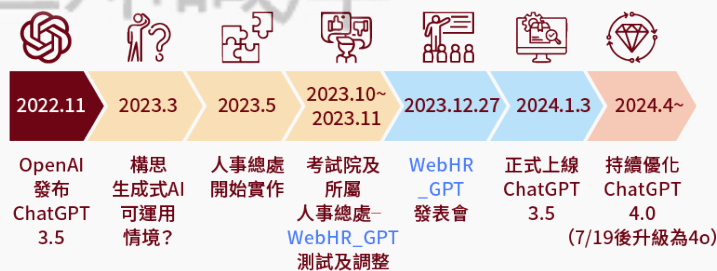 2022.11
2023.3
2023.5
2023.10~
2023.11
2023.12.27
2024.1.3
2024.4~
OpenAI
發布
ChatGPT
3.5
構思
生成式AI
可運用
情境?
人事總處
開始實作
考試院及
所屬
人事總處–
WebHR_GPT
測試及調整
WebHR
_GPT
發表會
正式上線
ChatGPT
3.5
持續優化
ChatGPT
4.0
(7/19後升級為4o)